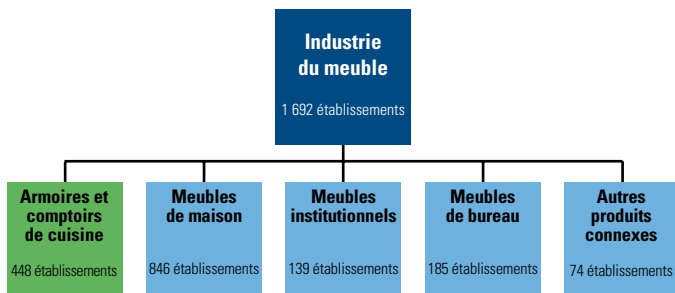 Industrie
du meuble
1 692 établissements
Armoires et
comptoirs
de cuisine
448 établissements
Meubles
de maison
846 établissements
Meubles
institutionnels
139 établissements
Meubles
de bureau
185 établissements
Autres
produits
connexes
74 établissements